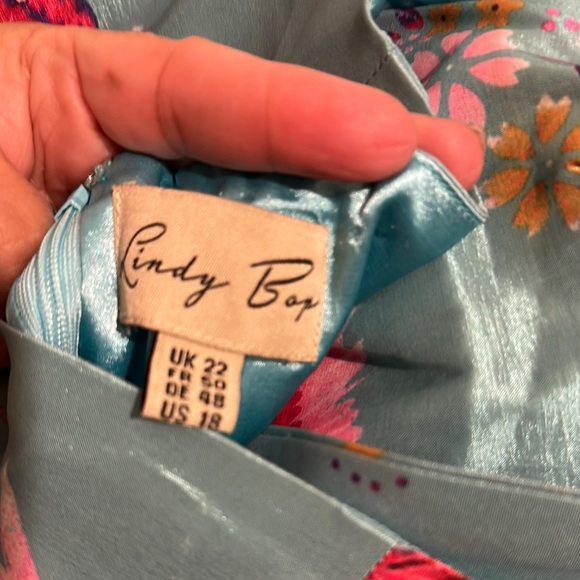 Lindy Bop
UK 22
FR 50
DE 48
US 18